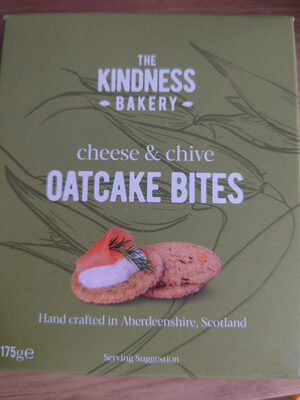 THE
KINDNESS
BAKERY
cheese & chive
OATCAKE BITES
Hand crafted in Aberdeenshire, Scotland
175g℮
Serving Suggestion